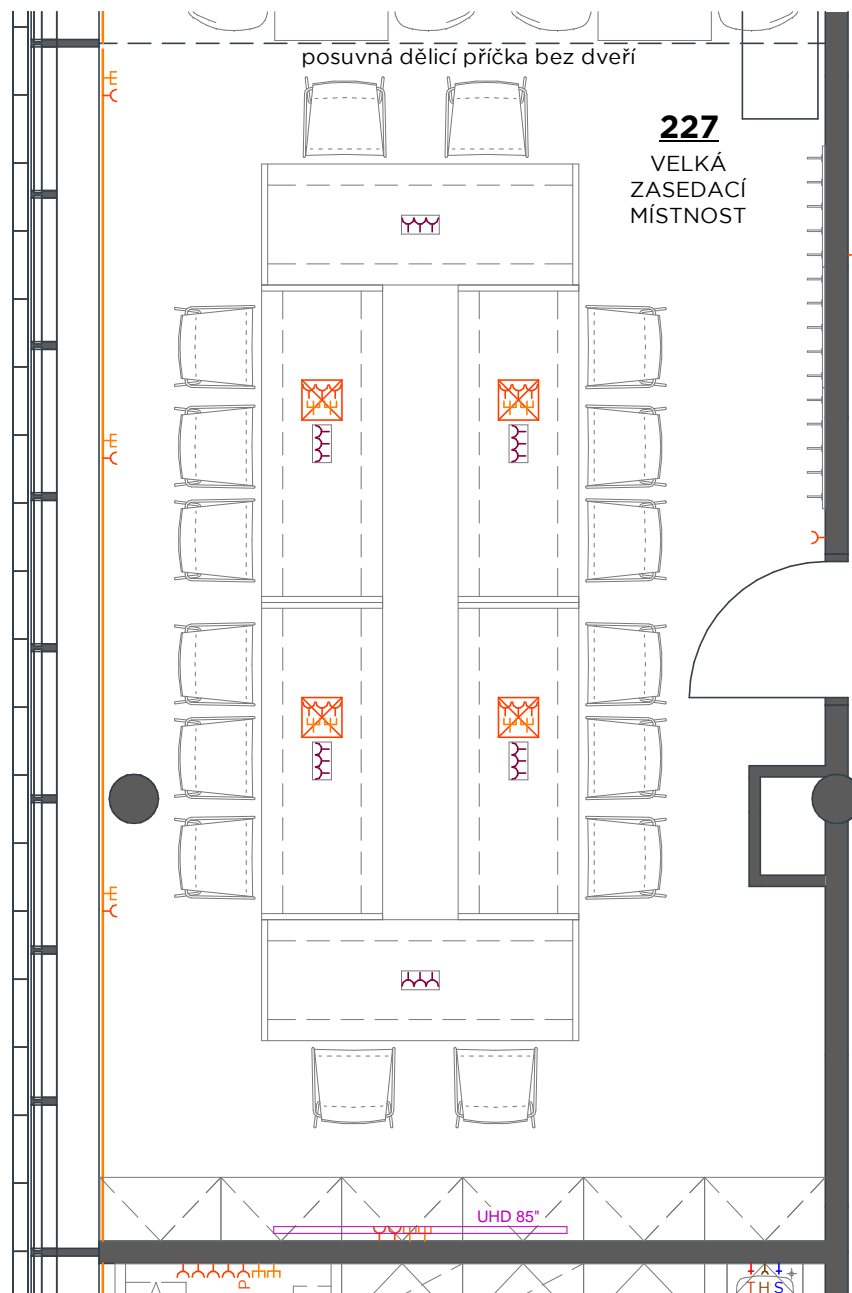 posuvná dělicí příčka bez dveří
227
VELKÁ
ZASEDACÍ
MÍSTNOST
UHD 85"
P
T H S